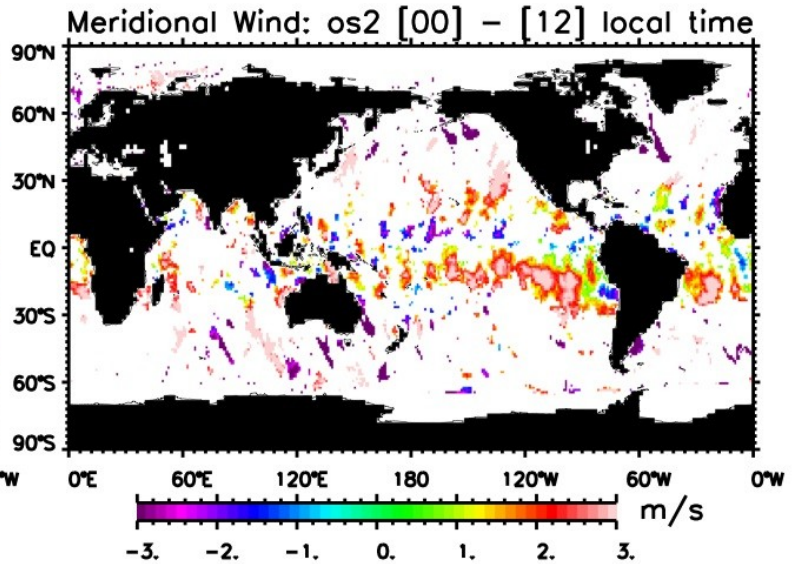 Meridional Wind: os2 [00] – [12] local time
90°N
60°N
30°N
EQ
30°S
60°S
90°S
°W 0°E 60°E 120°E 180 120°W 60°W 0°W
m/s
-3. -2. -1. 0. 1. 2. 3.